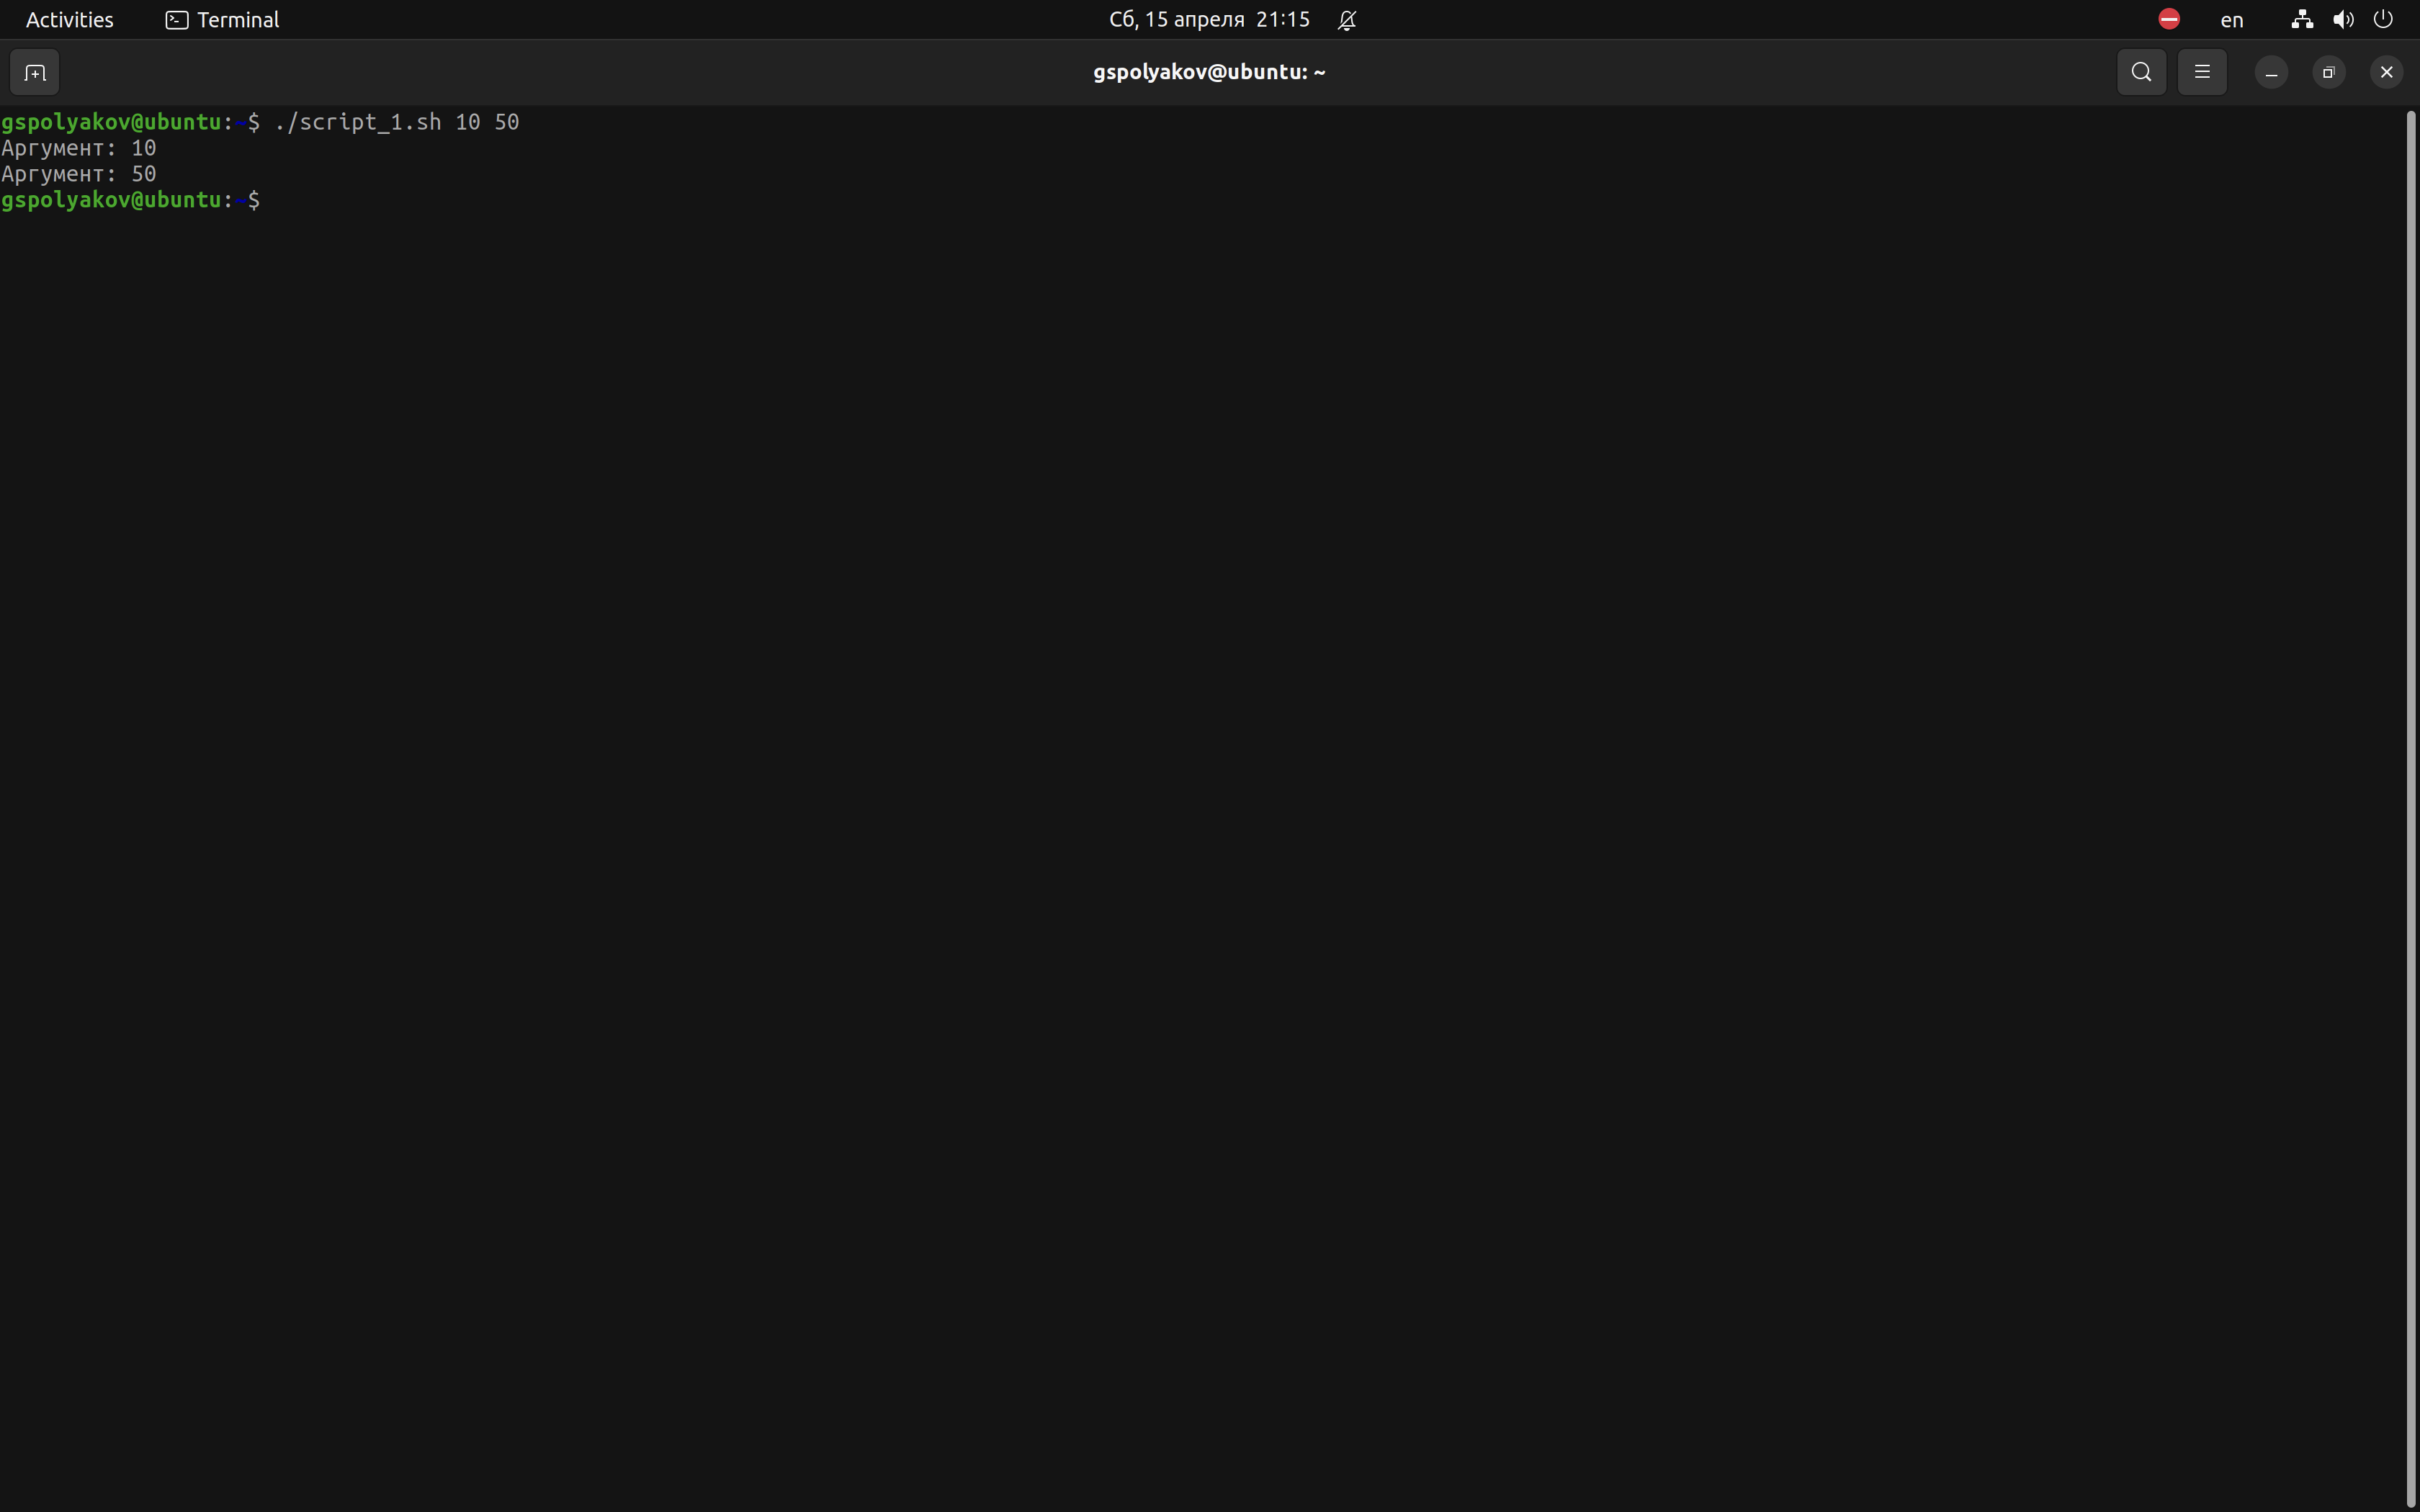 Activities Terminal Сб, 15 апреля 21:15 en
gspolyakov@ubuntu: ~
gspolyakov@ubuntu:~$ ./script_1.sh 10 50
Аргумент: 10
Аргумент: 50
gspolyakov@ubuntu:~$